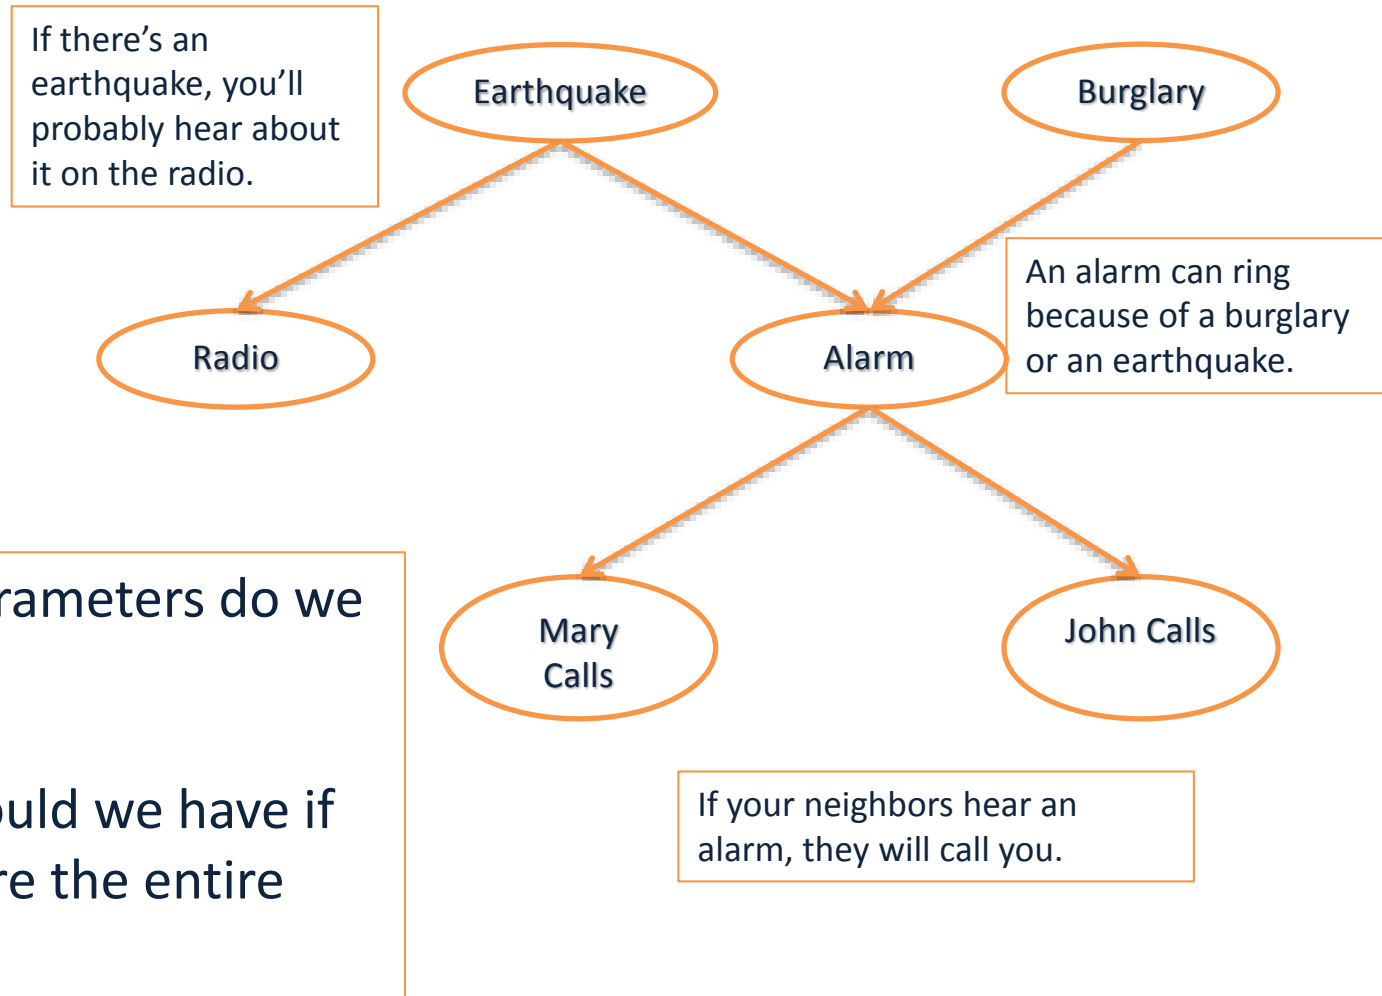 If there’s an
earthquake, you’ll
probably hear about
it on the radio.
Earthquake
Burglary
An alarm can ring
because of a burglary
or an earthquake.
Radio
Alarm
rameters do we
Mary
Calls
John Calls
ould we have if
re the entire
If your neighbors hear an
alarm, they will call you.